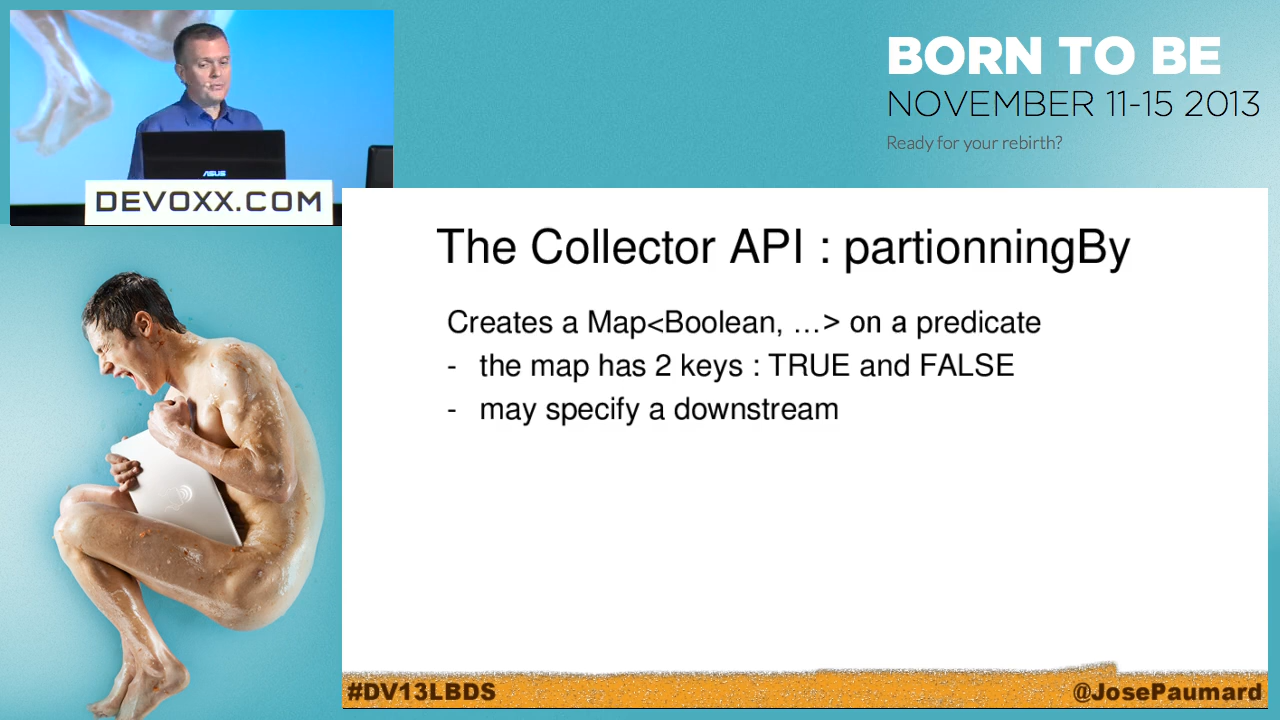 BORN TO BE
NOVEMBER 11-15 2013
Ready for your rebirth?
ASUS
DEVOXX.COM
The Collector API : partionningBy
Creates a Map<Boolean, …> on a predicate
- the map has 2 keys : TRUE and FALSE
- may specify a downstream
#DV13LBDS
@JosePaumard